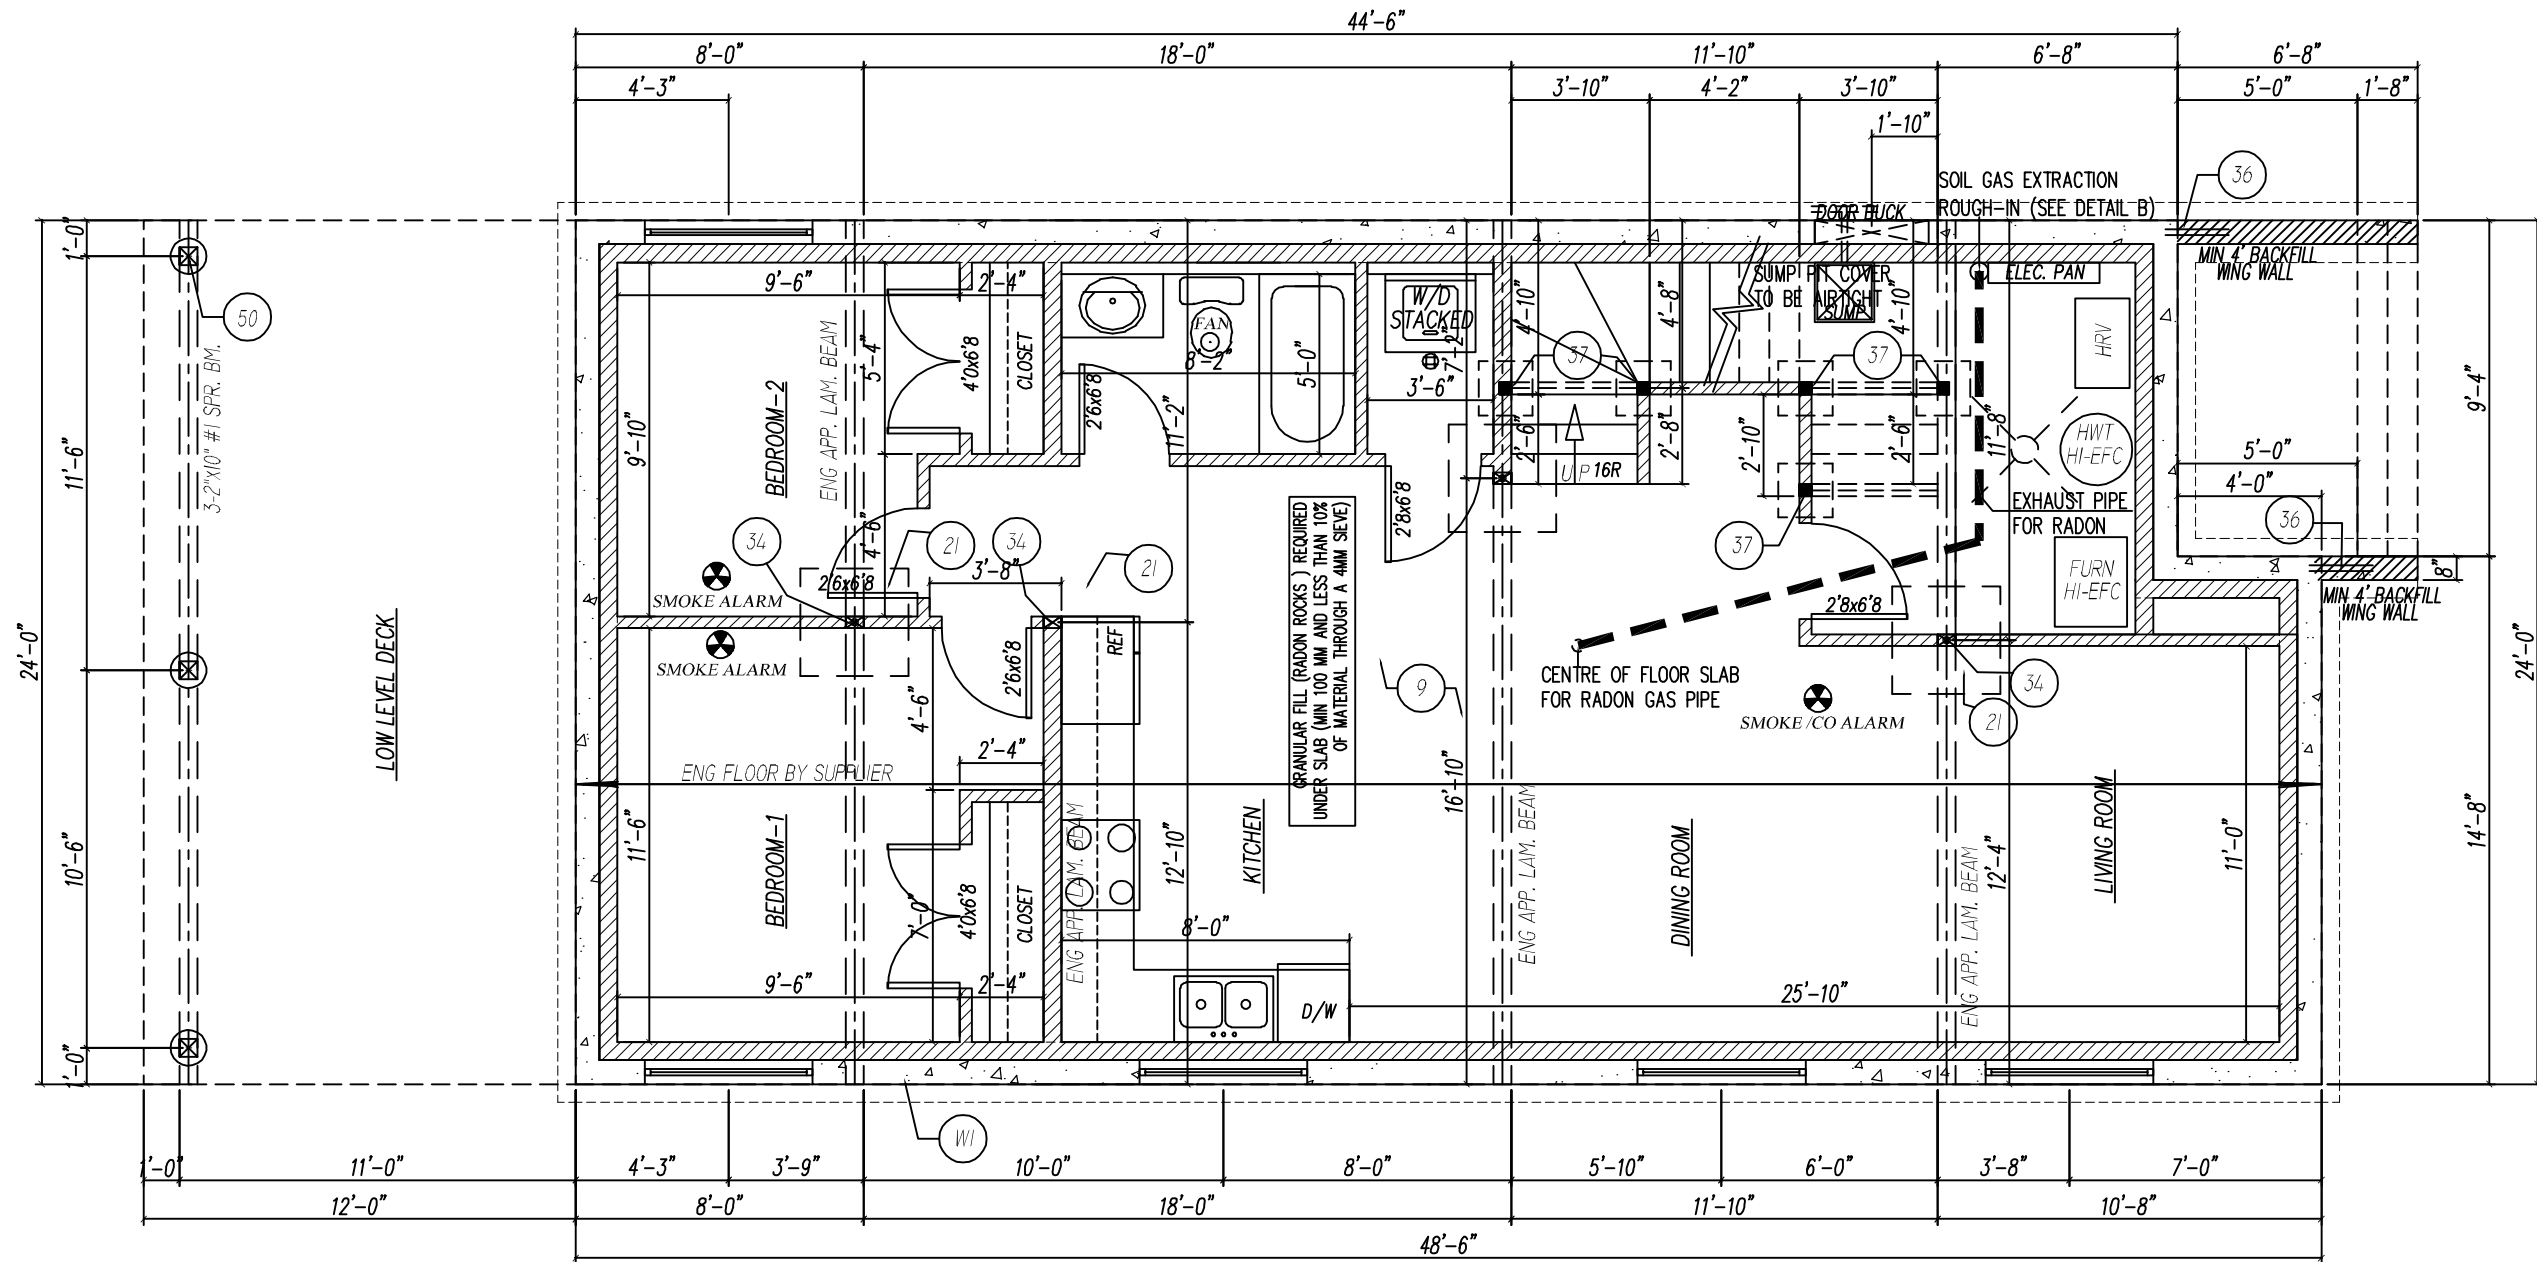 44'-6"
8'-0" 18'-0" 11'-10" 6'-8" 6'-8"
4'-3" 3'-10" 4'-2" 3'-10" 5'-0" 1'-8"
1'-10"
SOIL GAS EXTRACTION
ROUGH-IN (SEE DETAIL B)
36
DOOR BUCK
MIN 4' BACKFILL
WING WALL
1'-0"
11'-6"
10'-6"
1'-0"
24'-0"
50
3-2"x10" #1 SPR. BM.
LOW LEVEL DECK
9'-6"
2'-4"
5'-4"
9'-10"
BEDROOM-2
ENG APP. LAM. BEAM
4'0x6'8
CLOSET
4'-6"
2'6x6'8
34
21
SMOKE ALARM
SMOKE ALARM
FAN
8'-2"
5'-0"
2'6x6'8
11'-2"
W/D
STACKED
7'-2"
3'-6"
2'8x6'8
34
21
3'-8"
2'6x6'8
REF
4'-10"
4'-8"
37
2'-6"
2'-8"
UP 16R
SUMP PIT COVER
TO BE AIRTIGHT
SUMP
4'-10"
37
2'-10"
2'-6"
11'-8"
37
2'8x6'8
ELEC. PAN
HRV
HWT
HI-EFC
EXHAUST PIPE
FOR RADON
FURN
HI-EFC
5'-0"
4'-0"
36
8"
MIN 4' BACKFILL
WING WALL
9'-4"
14'-8"
24'-0"
GRANULAR FILL (RADON ROCKS ) REQUIRED
UNDER SLAB (MIN 100 MM AND LESS THAN 10%
OF MATERIAL THROUGH A 4MM SIEVE)
9
CENTRE OF FLOOR SLAB
FOR RADON GAS PIPE
SMOKE /CO ALARM
34
21
ENG FLOOR BY SUPPLIER
4'-6"
2'-4"
11'-6"
BEDROOM-1
7'-0"
4'0x6'8
CLOSET
9'-6"
2'-4"
ENG APP. LAM. BEAM
12'-10"
KITCHEN
8'-0"
D/W
16'-10"
ENG APP. LAM. BEAM
DINING ROOM
25'-10"
ENG APP. LAM. BEAM
12'-4"
LIVING ROOM
11'-0"
W1
1'-0" 11'-0" 4'-3" 3'-9" 10'-0" 8'-0" 5'-10" 6'-0" 3'-8" 7'-0"
12'-0" 8'-0" 18'-0" 11'-10" 10'-8"
48'-6"